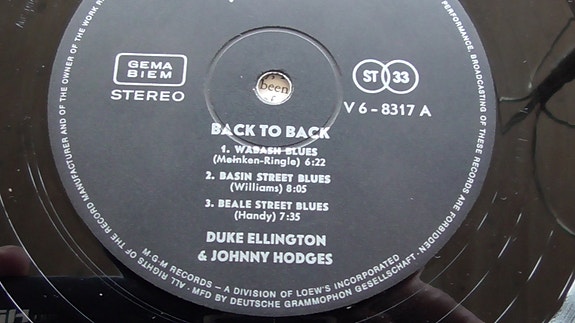 GEMA
BIEM
STEREO
been
ST 33
V 6 - 8317 A
BACK TO BACK
1. WABASH BLUES
(Meinken-Ringle) 6:22
2. BASIN STREET BLUES
(Williams) 8:05
3. BEALE STREET BLUES
(Handy) 7:35
DUKE ELLINGTON
& JOHNNY HODGES
ALL RIGHTS OF THE RECORD MANUFACTURER AND OF THE OWNER OF THE WORK
PERFORMANCE, BROADCASTING OF THESE RECORDS ARE FORBIDDEN
M-G-M RECORDS – A DIVISION OF LOEW'S INCORPORATED
· MFD BY DEUTSCHE GRAMMOPHON GESELLSCHAFT ·